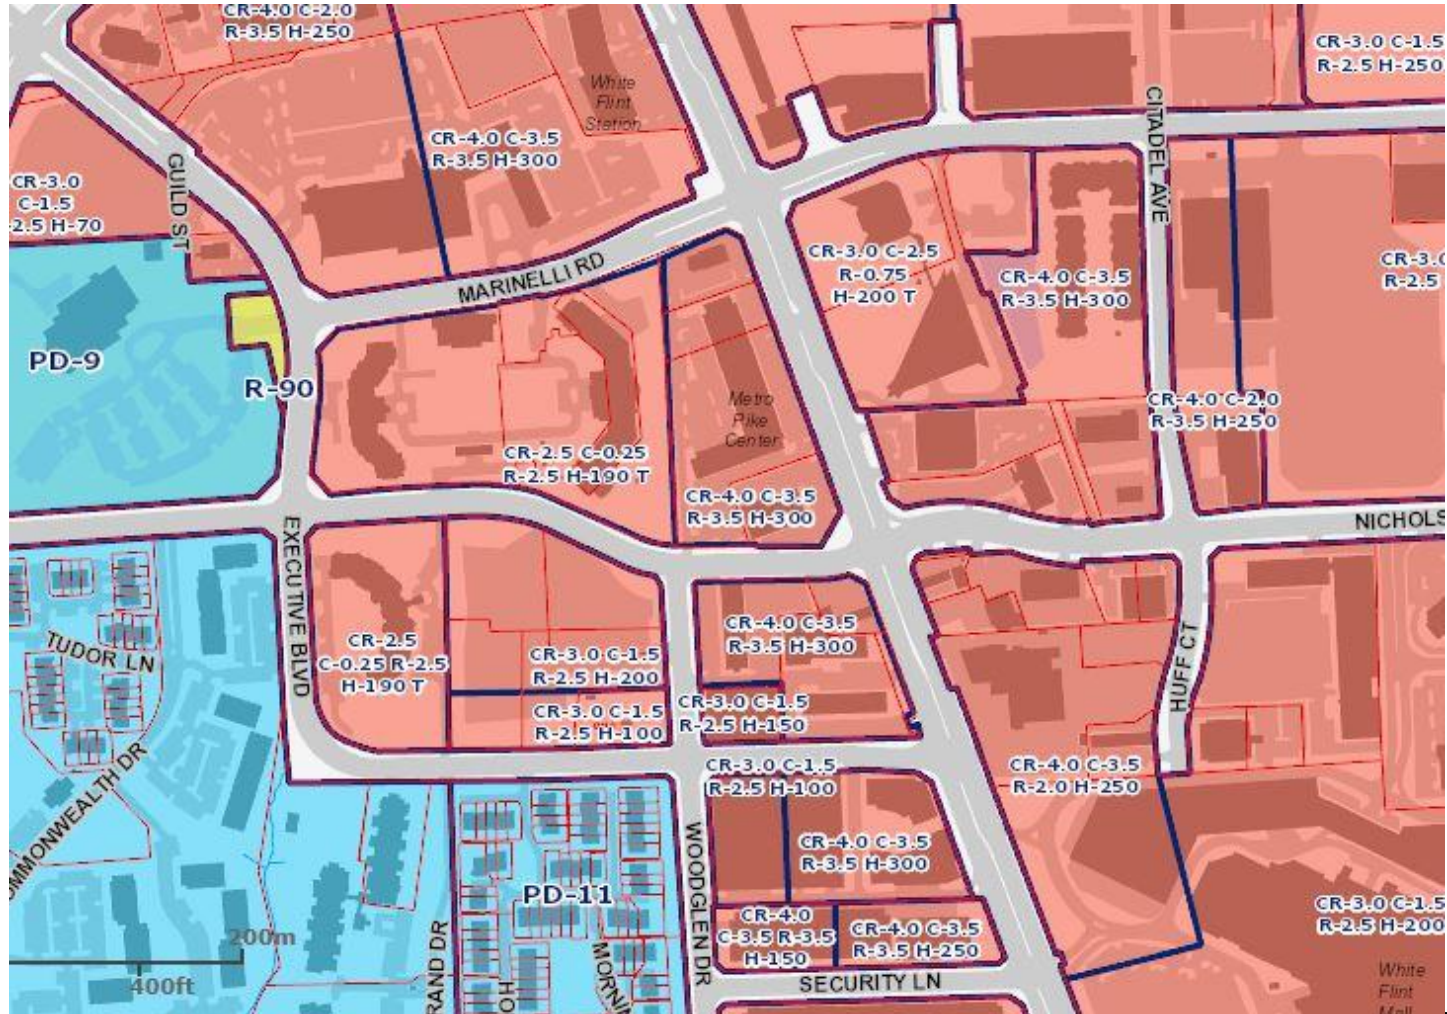 CR-4.0 C-2.0
R-3.5 H-250
CR-3.0 C-1.5
R-2.5 H-250
White
Flint
Station
CITADEL AVE
CR-4.0 C-3.5
R-3.5 H-300
GUILD ST
CR-3.0
C-1.5
2.5 H-70
CR-3.0 C-2.5
R-0.75
H-200 T
CR-4.0 C-3.5
R-3.5 H-300
CR-3.0
R-2.5
MARINELLI RD
PD-9
R-90
Metro
Pike
Center
CR-4.0 C-2.0
R-3.5 H-250
CR-2.5 C-0.25
R-2.5 H-190 T
CR-4.0 C-3.5
R-3.5 H-300
NICHOLS
EXECUTIVE BLVD
TUDOR LN
CR-2.5
C-0.25 R-2.5
H-190 T
CR-3.0 C-1.5
R-2.5 H-200
CR-4.0 C-3.5
R-3.5 H-300
HUFF CT
CR-3.0 C-1.5
R-2.5 H-100
CR-3.0 C-1.5
R-2.5 H-150
OMMONWEALTH DR
CR-3.0 C-1.5
R-2.5 H-100
CR-4.0 C-3.5
R-2.0 H-250
WOODGLEN DR
CR-4.0 C-3.5
R-3.5 H-300
PD-11
CR-4.0
C-3.5 R-3.5
H-150
CR-4.0 C-3.5
R-3.5 H-250
CR-3.0 C-1.5
R-2.5 H-200
200m
400ft
RAND DR
HO
MORNIN
SECURITY LN
White
Flint
Mall